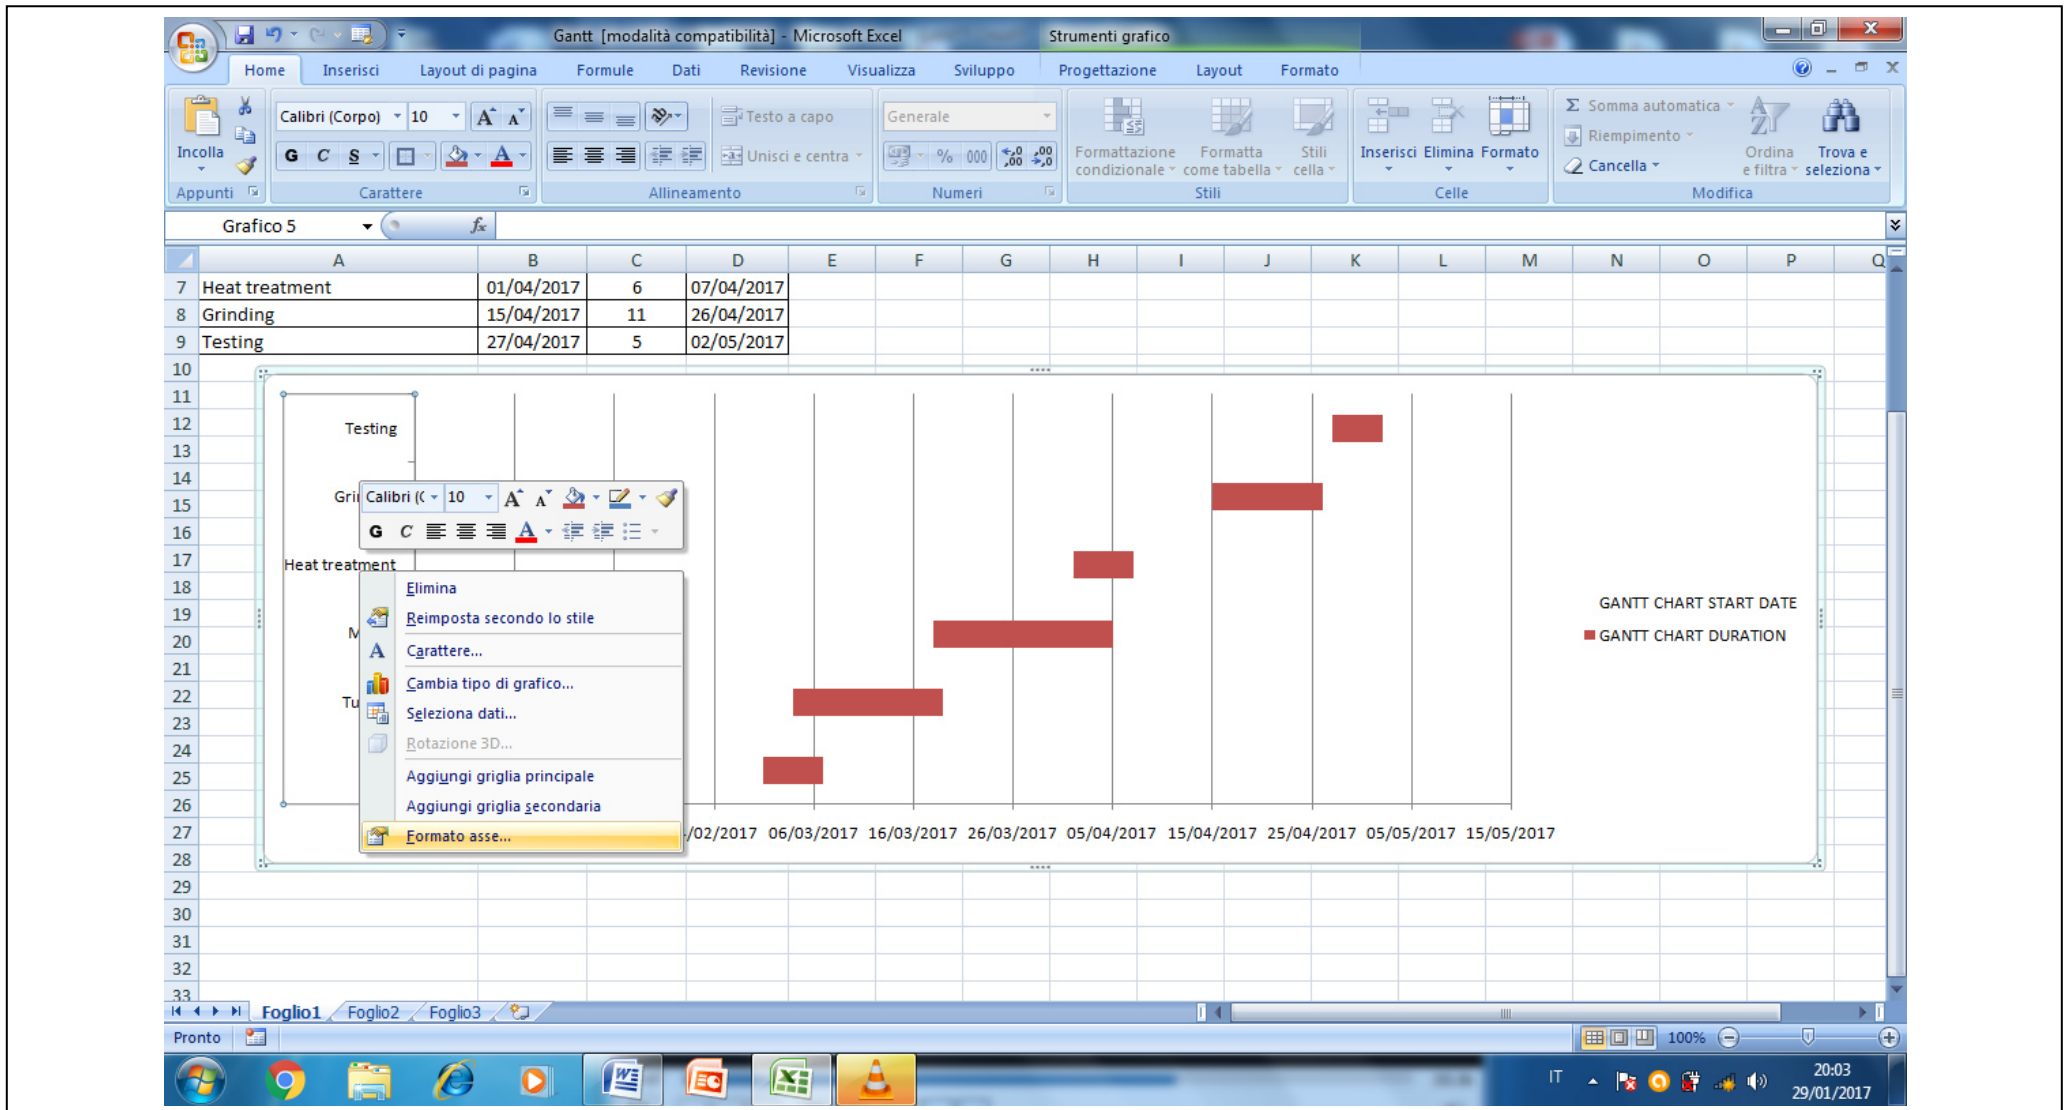 Gantt [modalità compatibilità] - Microsoft Excel
Strumenti grafico
Home Inserisci Layout di pagina Formule Dati Revisione Visualizza Sviluppo Progettazione Layout Formato
Incolla
Calibri (Corpo) 10
G C S
Testo a capo
Unisci e centra
Generale
% 000
Formattazione condizionale
Formatta come tabella
Stili cella
Inserisci Elimina Formato
Σ Somma automatica
Riempimento
Cancella
Ordina e filtra
Trova e seleziona
Appunti Carattere Allineamento Numeri Stili Celle Modifica
Grafico 5 fx
A B C D E F G H I J K L M N O P Q
7 Heat treatment 01/04/2017 6 07/04/2017
8 Grinding 15/04/2017 11 26/04/2017
9 Testing 27/04/2017 5 02/05/2017
10
11
12
13
14
15
16
17
18
19
20
21
22
23
24
25
26
27
28
29
30
31
32
33
Testing
Gri
Calibri (C 10 A A
G C A
Heat treatment
M
Tu
Elimina
Reimposta secondo lo stile
Carattere...
Cambia tipo di grafico...
Seleziona dati...
Rotazione 3D...
Aggiungi griglia principale
Aggiungi griglia secondaria
Formato asse...
/02/2017 06/03/2017 16/03/2017 26/03/2017 05/04/2017 15/04/2017 25/04/2017 05/05/2017 15/05/2017
GANTT CHART START DATE
GANTT CHART DURATION
Foglio1 Foglio2 Foglio3
Pronto
100%
IT
20:03
29/01/2017